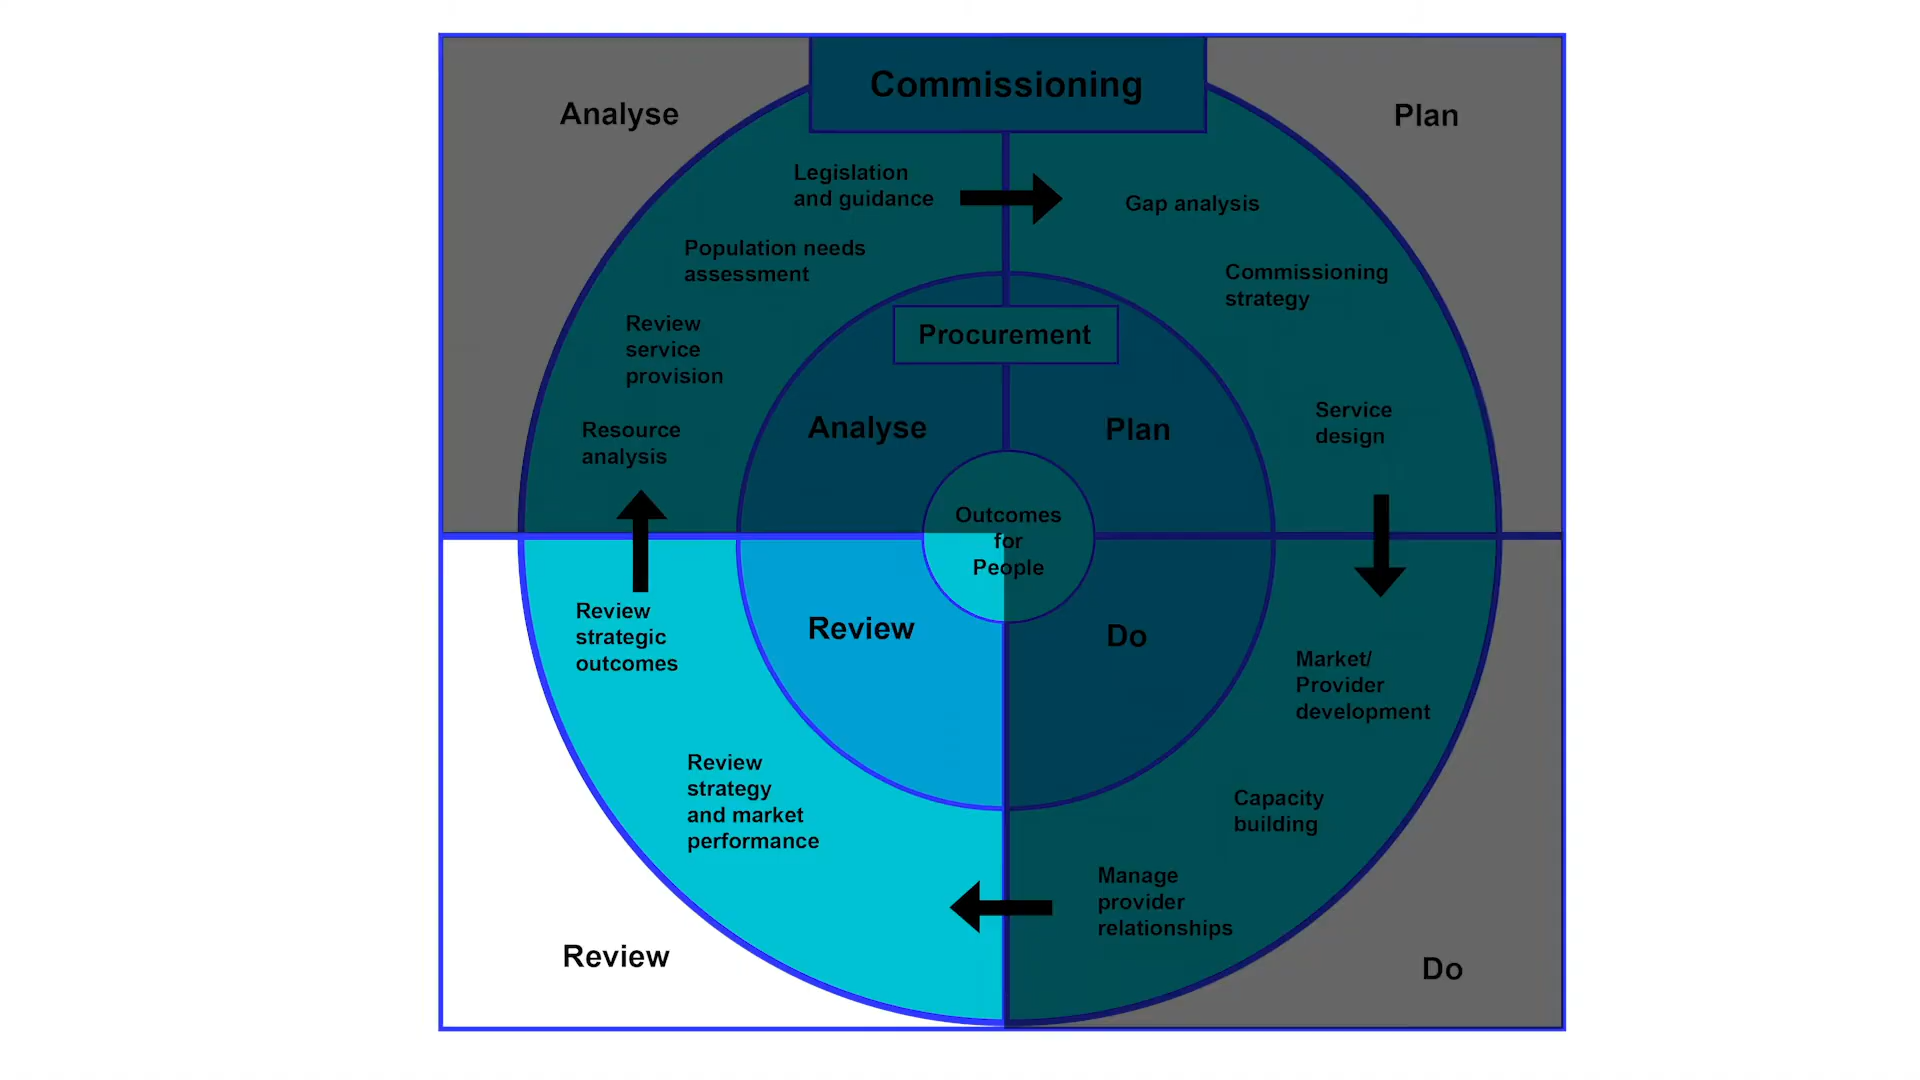 Commissioning
Analyse
Plan
Legislation
and guidance
Gap analysis
Population needs
assessment
Commissioning
strategy
Review
service
provision
Procurement
Resource
analysis
Analyse
Plan
Service
design
Outcomes
for
People
Review
strategic
outcomes
Review
Do
Market/
Provider
development
Review
strategy
and market
performance
Capacity
building
Manage
provider
relationships
Review
Do